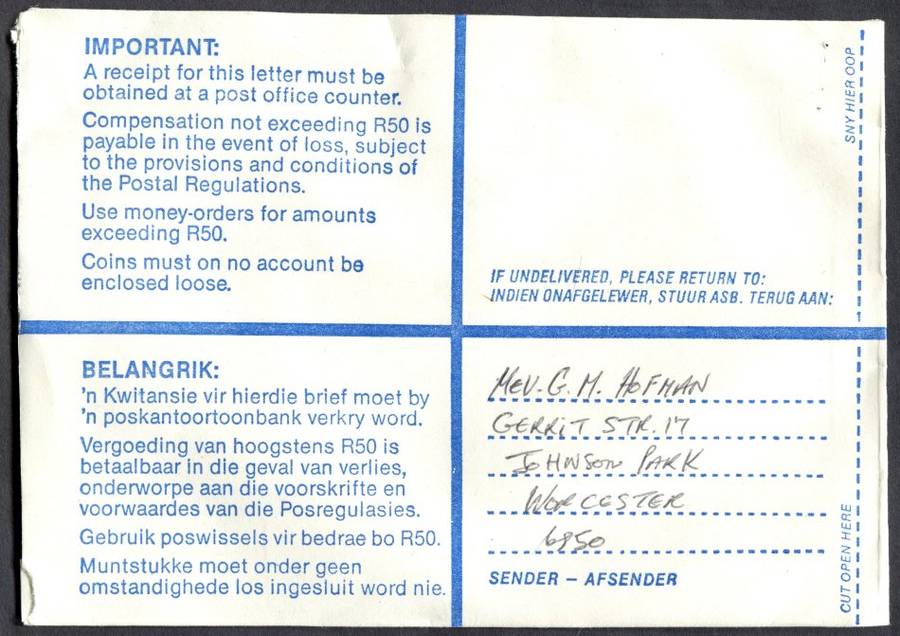 IMPORTANT:
A receipt for this letter must be
obtained at a post office counter.
Compensation not exceeding R50 is
payable in the event of loss, subject
to the provisions and conditions of
the Postal Regulations.
Use money-orders for amounts
exceeding R50.
Coins must on no account be
enclosed loose.
IF UNDELIVERED, PLEASE RETURN TO:
INDIEN ONAFGELEWER, STUUR ASB. TERUG AAN:
SNY HIER OOP
BELANGRIK:
'n Kwitansie vir hierdie brief moet by
'n poskantoortoonbank verkry word.
Vergoeding van hoogstens R50 is
betaalbaar in die geval van verlies,
onderworpe aan die voorskrifte en
voorwaardes van die Posregulasies.
Gebruik poswissels vir bedrae bo R50.
Muntstukke moet onder geen
omstandighede los ingesluit word nie.
MEV. G. M. HOFMAN
GERRIT STR. 17
JOHNSON PARK
WORCESTER
6850
SENDER – AFSENDER
CUT OPEN HERE